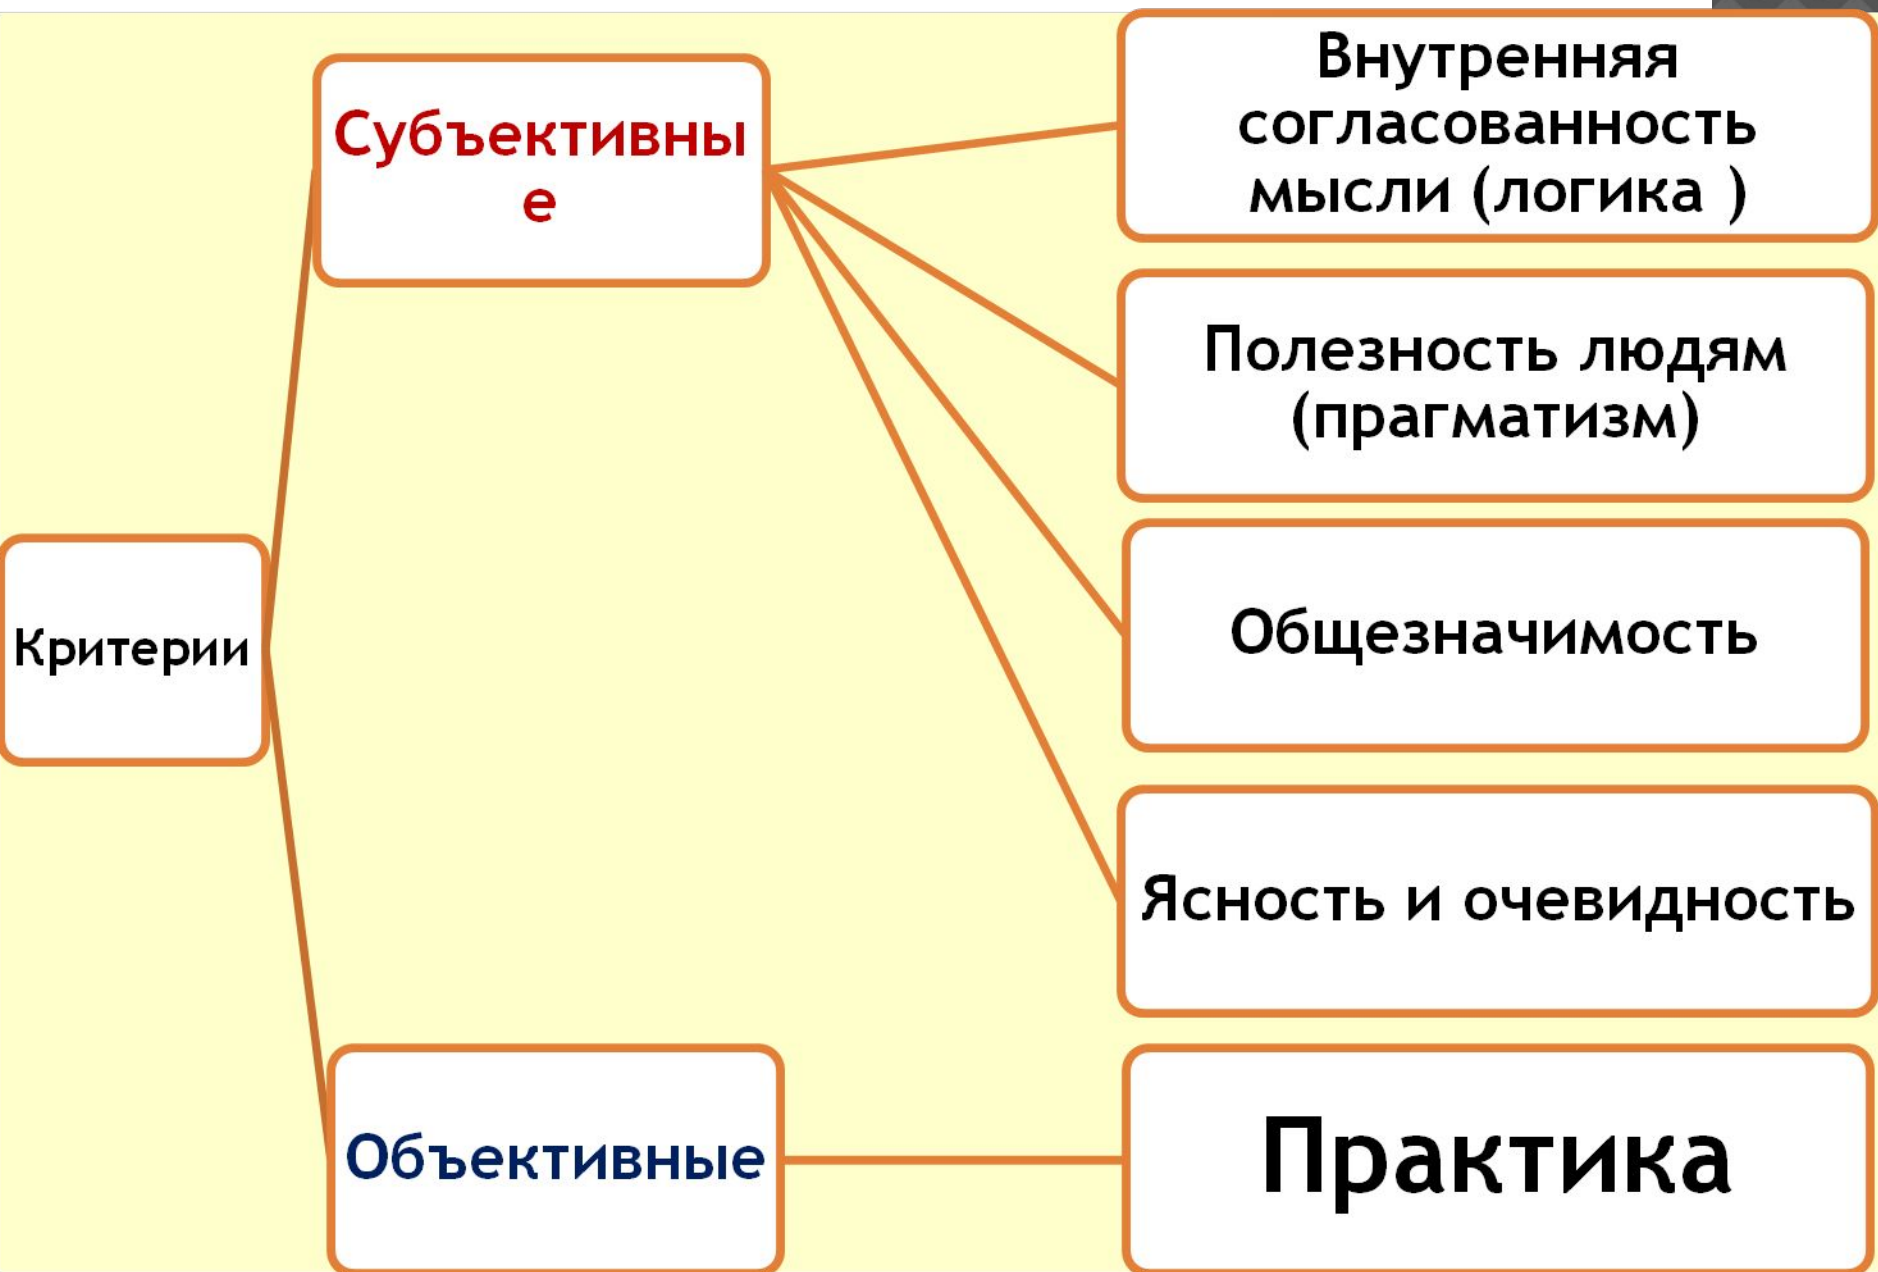 Критерии
Субъективны
е
Внутренняя
согласованность
мысли (логика )
Полезность людям
(прагматизм)
Общезначимость
Ясность и очевидность
Объективные
Практика